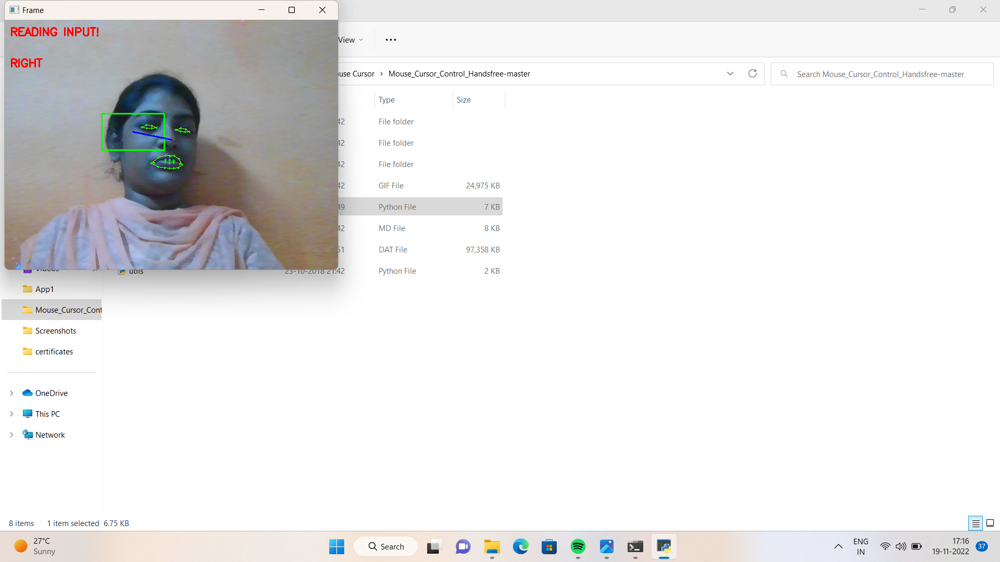 Frame
READING INPUT!
RIGHT
View
use Cursor > Mouse_Cursor_Control_Handsfree-master
Search Mouse_Cursor_Control_Handsfree-master
Type Size
42 File folder
42 File folder
42 File folder
42 GIF File 24,975 KB
49 Python File 7 KB
42 MD File 8 KB
51 DAT File 97,358 KB
Videos
utils 23-10-2018 21:42 Python File 2 KB
App1
Mouse_Cursor_Cont
Screenshots
certificates
OneDrive
This PC
Network
8 items 1 item selected 6.75 KB
27°C
Sunny
Search
ENG
IN
17:16
19-11-2022
37